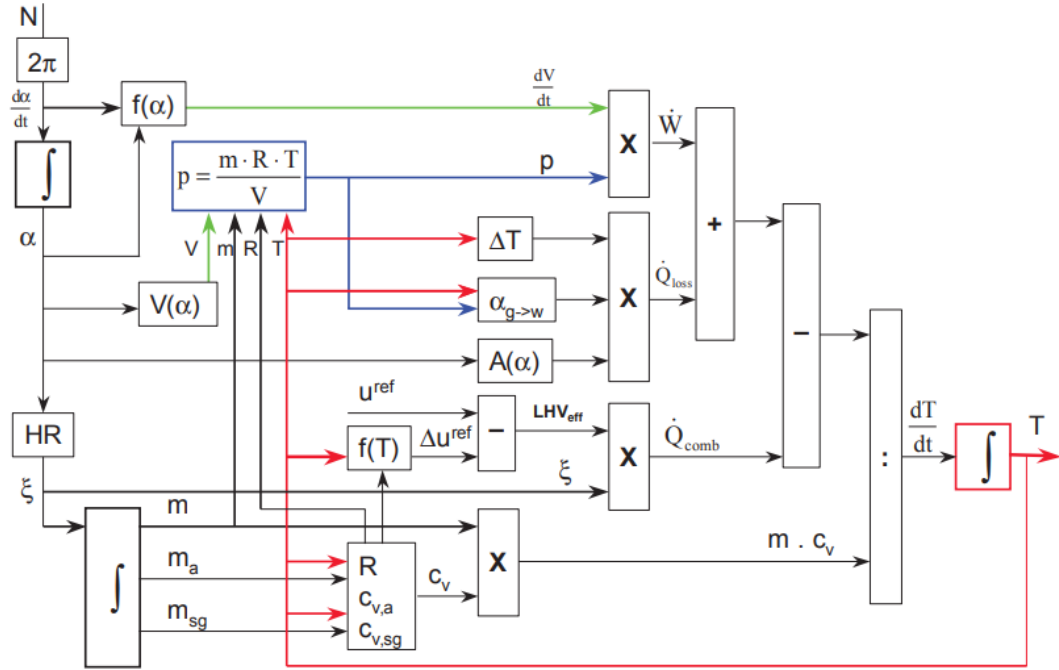 N
2π
dα/dt
f(α)
dV/dt
X
Ẇ
∫
p = m · R · T / V
p
+
α
V
m
R
T
ΔT
Q̇loss
V(α)
αg->w
X
−
A(α)
:
uref
HR
f(T)
Δuref
−
LHVeff
X
Q̇comb
dT/dt
∫
T
ξ
ξ
m
ma
msg
∫
R
cv,a
cv,sg
cv
X
m . cv